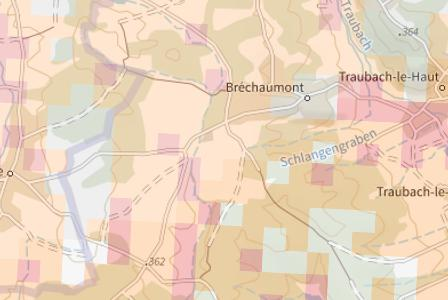 Traubach
.364
Traubach-le-Haut
Bréchaumont
Schlangengraben
Traubach-le-
e
.362